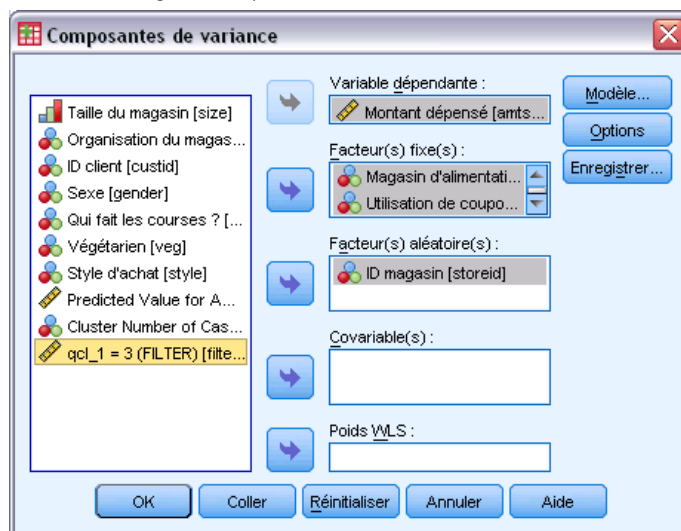 Composantes de variance
Taille du magasin [size]
Organisation du magas...
ID client [custid]
Sexe [gender]
Qui fait les courses ? [...
Végétarien [veg]
Style d'achat [style]
Predicted Value for A...
Cluster Number of Cas...
qcl_1 = 3 (FILTER) [filte...
Variable dépendante :
Montant dépensé [amts...
Facteur(s) fixe(s) :
Magasin d'alimentati...
Utilisation de coupo...
Facteur(s) aléatoire(s) :
ID magasin [storeid]
Covariable(s) :
Poids WLS :
Modèle...
Options
Enregistrer...
OK
Coller
Réinitialiser
Annuler
Aide